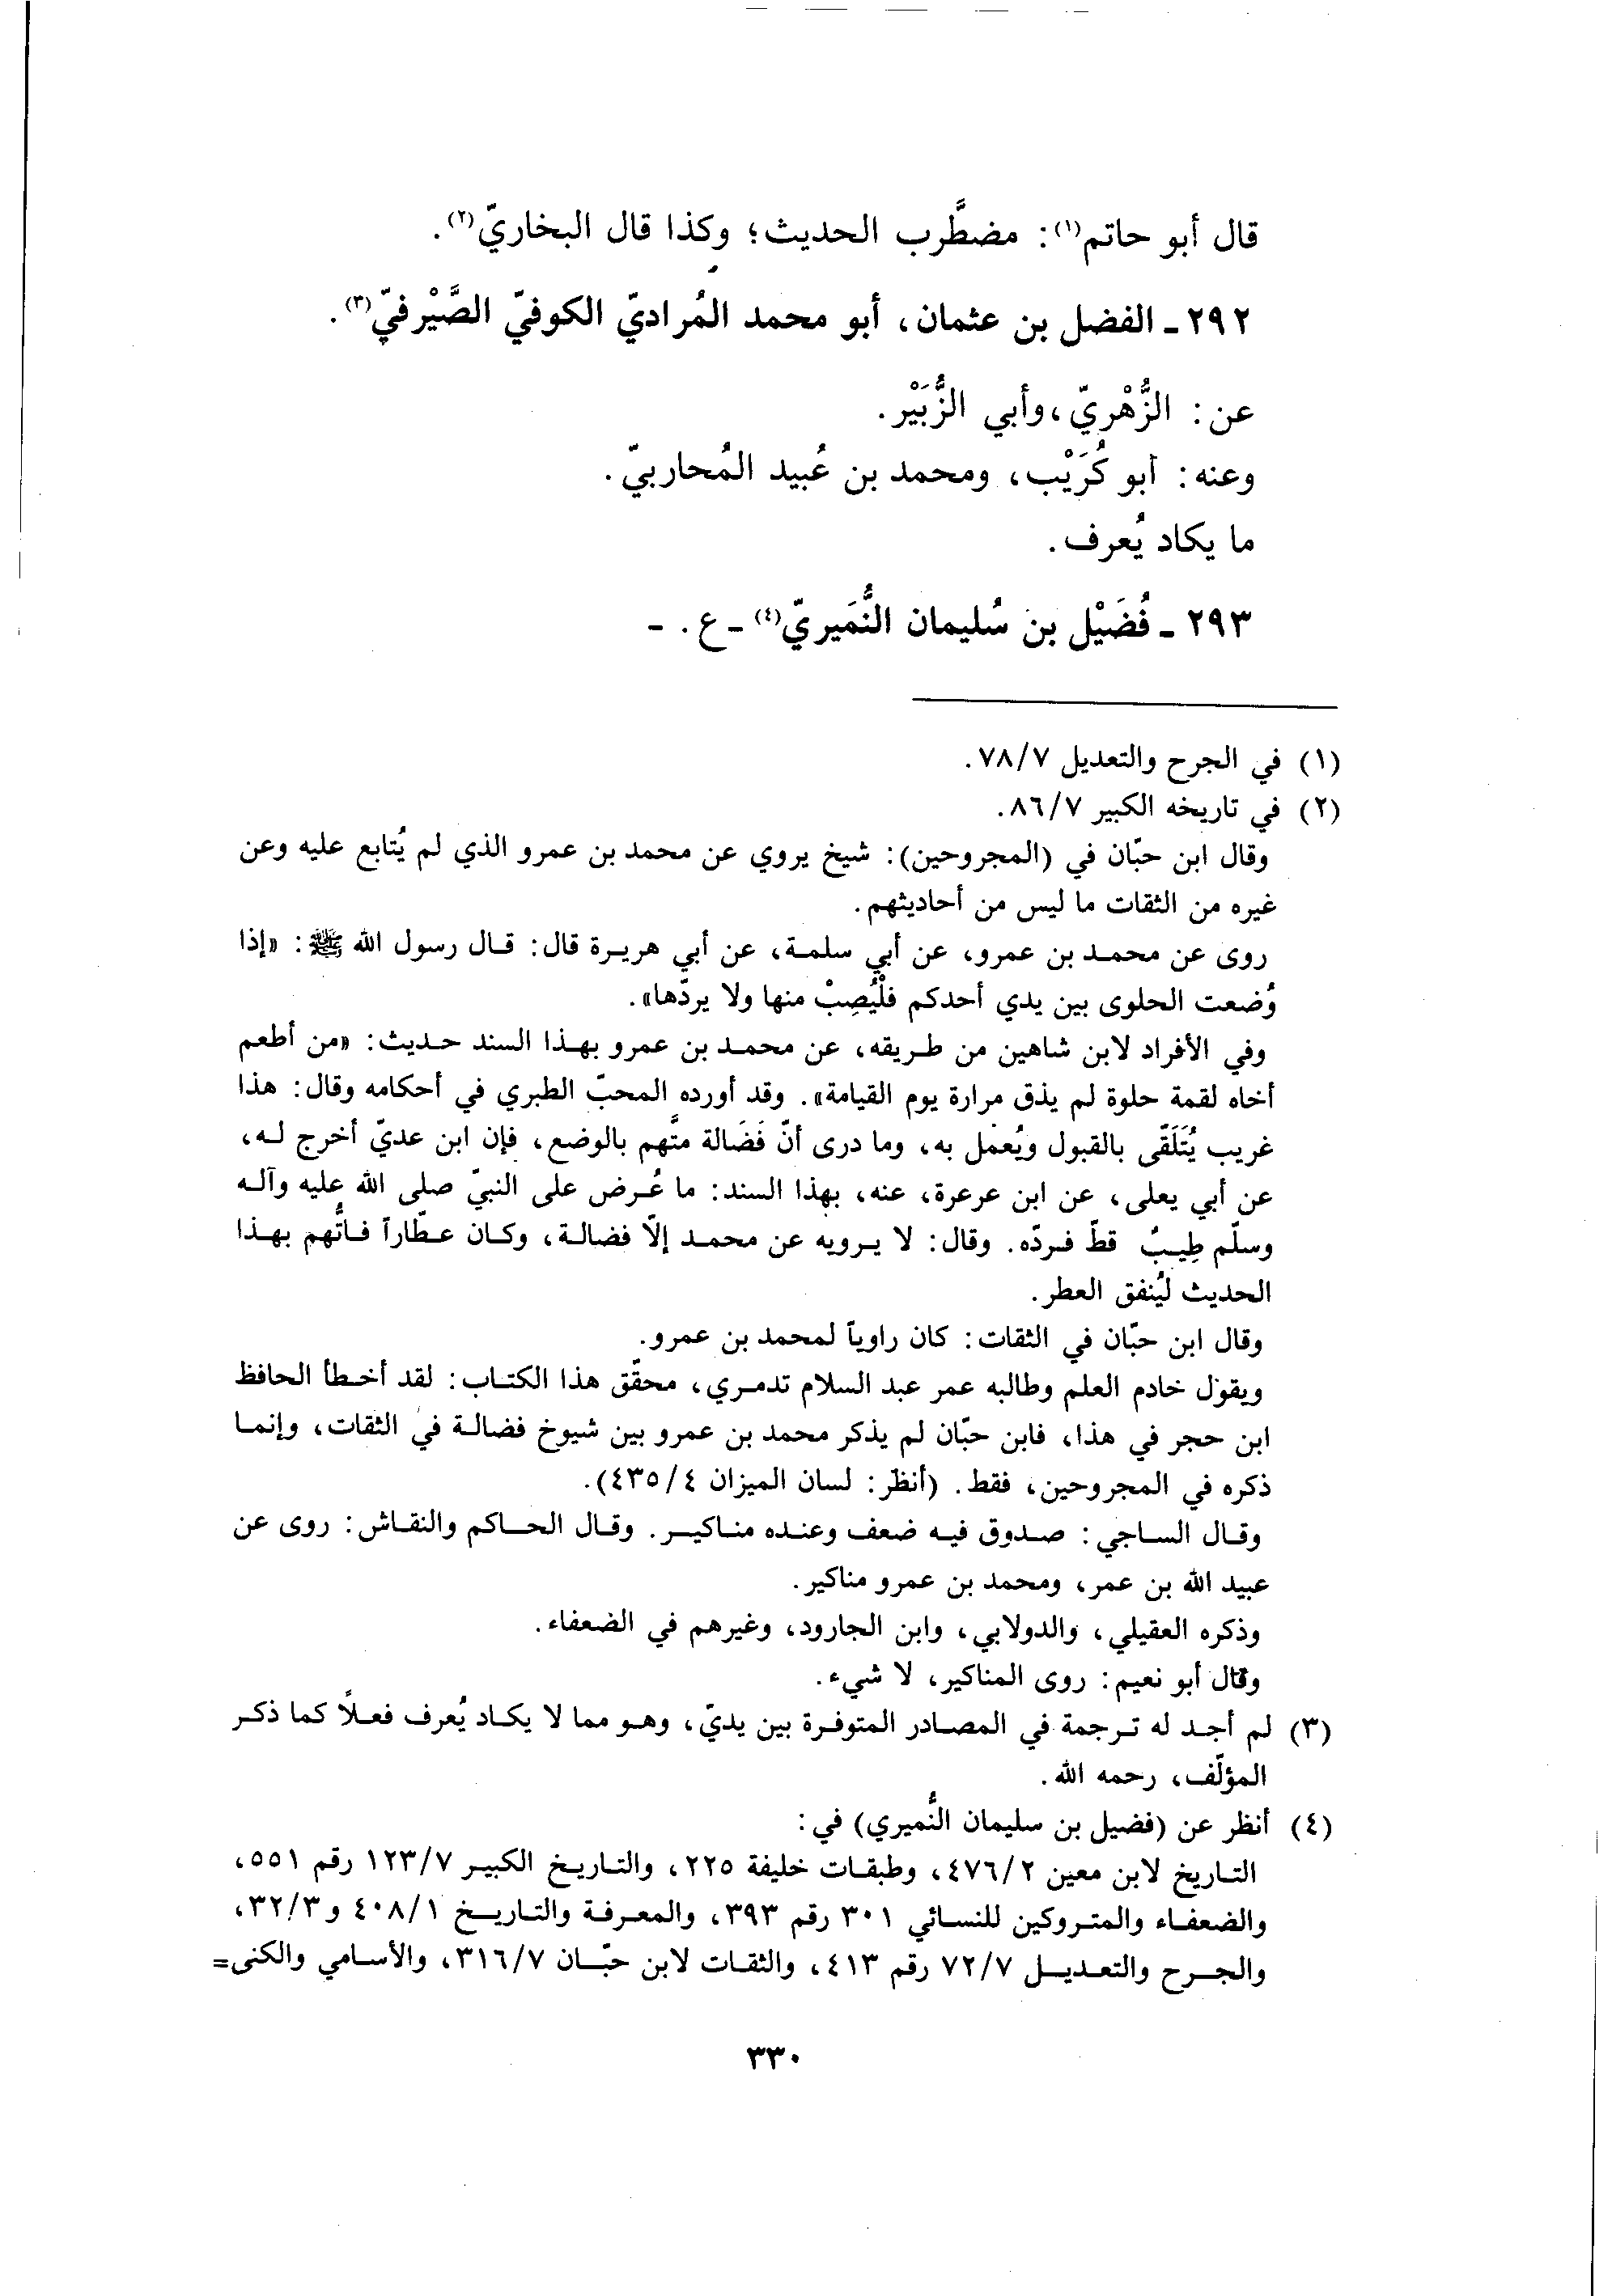 قال أبو حاتم(١): مضطَّرب الحديث؛ وكذا قال البخاريّ(٢).
٢٩٢ ـ الفضل بن عثمان، أبو محمد المُراديّ الكوفيّ الصَّيْرفيّ(٣).
عن: الزُّهْريّ، وأبي الزُّبَيْر.
وعنه: أبو كُرَيْب، ومحمد بن عُبيد المُحاربيّ.
ما يكاد يُعرف.
٢٩٣ ـ فُضَيْل بن سُليمان النُّمَيريّ(٤) ـ ع. ـ
(١) في الجرح والتعديل ٧٨/٧.
(٢) في تاريخه الكبير ٨٦/٧.
وقال ابن حبّان في (المجروحين): شيخ يروي عن محمد بن عمرو الذي لم يُتابع عليه وعن
غيره من الثقات ما ليس من أحاديثهم.
روى عن محمد بن عمرو، عن أبي سلمة، عن أبي هريرة قال: قال رسول الله ﷺ: «إذا
وُضعت الحلوى بين يدي أحدكم فلْيُصِبْ منها ولا يردّها».
وفي الأفراد لابن شاهين من طريقه، عن محمد بن عمرو بهذا السند حديث: «من أطعم
أخاه لقمة حلوة لم يذق مرارة يوم القيامة». وقد أورده المحبّ الطبري في أحكامه وقال: هذا
غريب يُتَلَقّى بالقبول ويُعمل به، وما درى أنّ فَضَالة متَّهم بالوضع، فإن ابن عديّ أخرج له،
عن أبي يعلى، عن ابن عرعرة، عنه، بهذا السند: ما عُرض على النبيّ صلى الله عليه وآله
وسلّم طِيبُ قطّ فردّه. وقال: لا يرويه عن محمد إلّا فضالة، وكان عطّاراً فاتُّهم بهذا
الحديث ليُنفق العطر.
وقال ابن حبّان في الثقات: كان راوياً لمحمد بن عمرو.
ويقول خادم العلم وطالبه عمر عبد السلام تدمري، محقّق هذا الكتاب: لقد أخطأ الحافظ
ابن حجر في هذا، فابن حبّان لم يذكر محمد بن عمرو بين شيوخ فضالة في الثقات، وإنما
ذكره في المجروحين، فقط. (أنظر: لسان الميزان ٤٣٥/٤).
وقال الساجي: صدوق فيه ضعف وعنده مناكير. وقال الحاكم والنقاش: روى عن
عبيد الله بن عمر، ومحمد بن عمرو مناكير.
وذكره العقيلي، والدولابي، وابن الجارود، وغيرهم في الضعفاء.
وقال أبو نعيم: روى المناكير، لا شيء.
(٣) لم أجد له ترجمة في المصادر المتوفرة بين يديّ، وهو مما لا يكاد يُعرف فعلاً كما ذكر
المؤلّف، رحمه الله.
(٤) أنظر عن (فضيل بن سليمان النُّميري) في:
التاريخ لابن معين ٤٧٦/٢، وطبقات خليفة ٢٢٥، والتاريخ الكبير ١٢٣/٧ رقم ٥٥١،
والضعفاء والمتروكين للنسائي ٣٠١ رقم ٣٩٣، والمعرفة والتاريخ ٤٠٨/١ و٣٢/٣،
والجرح والتعديل ٧٢/٧ رقم ٤١٣، والثقات لابن حبّان ٣١٦/٧، والأسامي والكنى=
٣٣٠